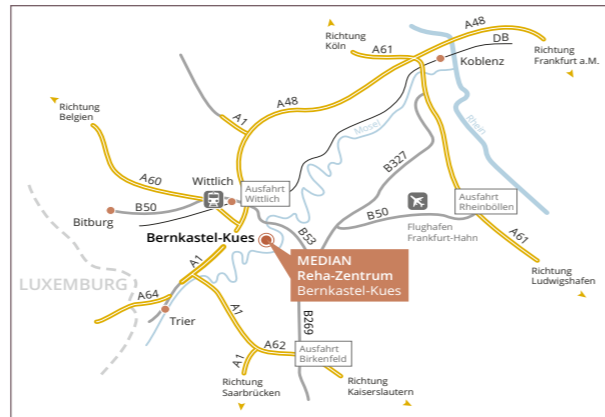 A48
Richtung
Köln
A61
DB
Koblenz
Richtung
Frankfurt a.M.
A1
A48
Richtung
Belgien
Mosel
Rhein
B327
A60
Wittlich
Ausfahrt
Wittlich
Ausfahrt
Rheinböllen
B50
Bitburg
B50
Flughafen
Frankfurt-Hahn
B53
Bernkastel-Kues
A61
MEDIAN
Reha-Zentrum
Bernkastel-Kues
A1
Richtung
Ludwigshafen
LUXEMBURG
A64
Trier
A1
B269
A62
Ausfahrt
Birkenfeld
A1
Richtung
Saarbrücken
Richtung
Kaiserslautern